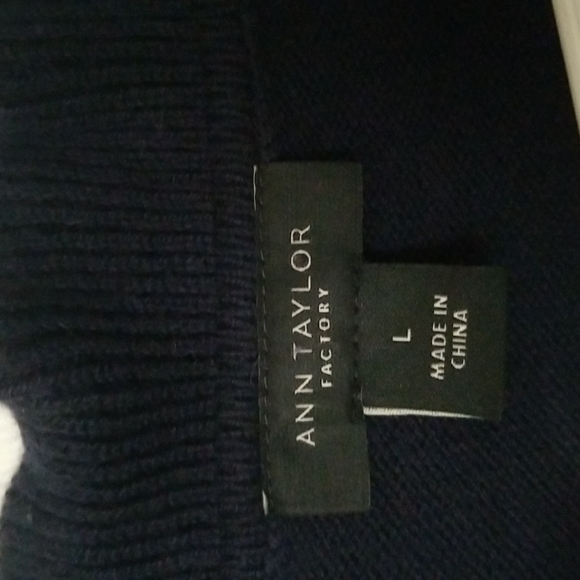 ANN TAYLOR
FACTORY
L
MADE IN
CHINA